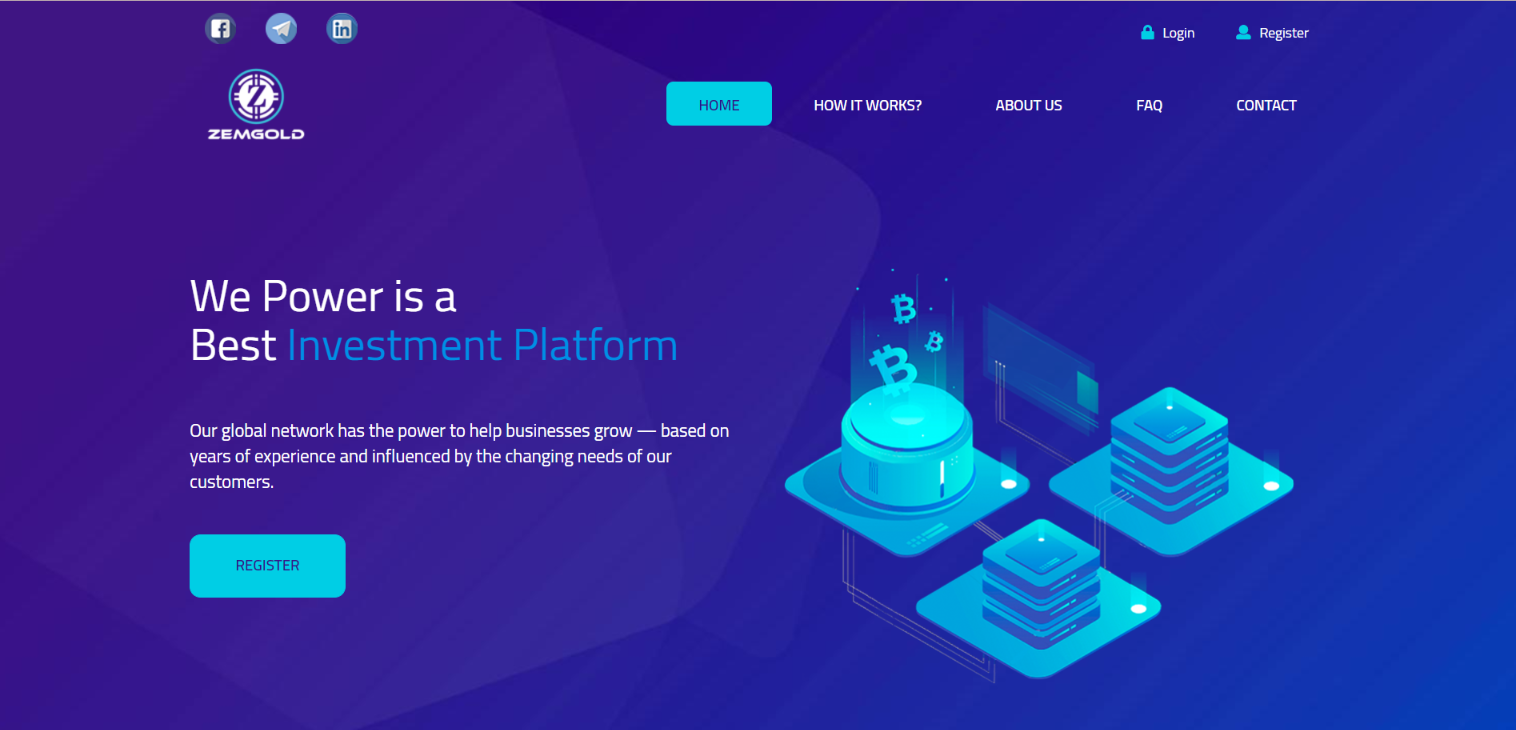 Login
Register
ZEMGOLD
HOME
HOW IT WORKS?
ABOUT US
FAQ
CONTACT
We Power is a
Best Investment Platform
Our global network has the power to help businesses grow — based on
years of experience and influenced by the changing needs of our
customers.
REGISTER